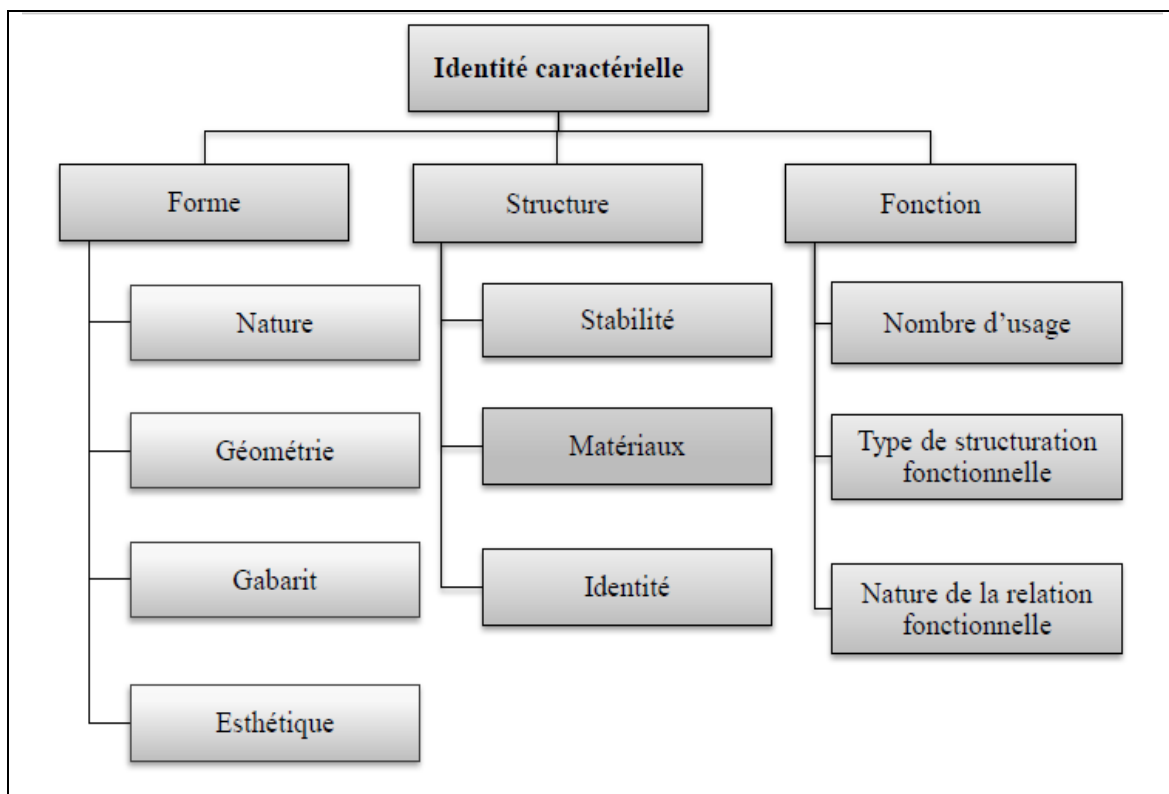 Identité caractérielle
Forme
Structure
Fonction
Nature
Géométrie
Gabarit
Esthétique
Stabilité
Matériaux
Identité
Nombre d’usage
Type de structuration
fonctionnelle
Nature de la relation
fonctionnelle